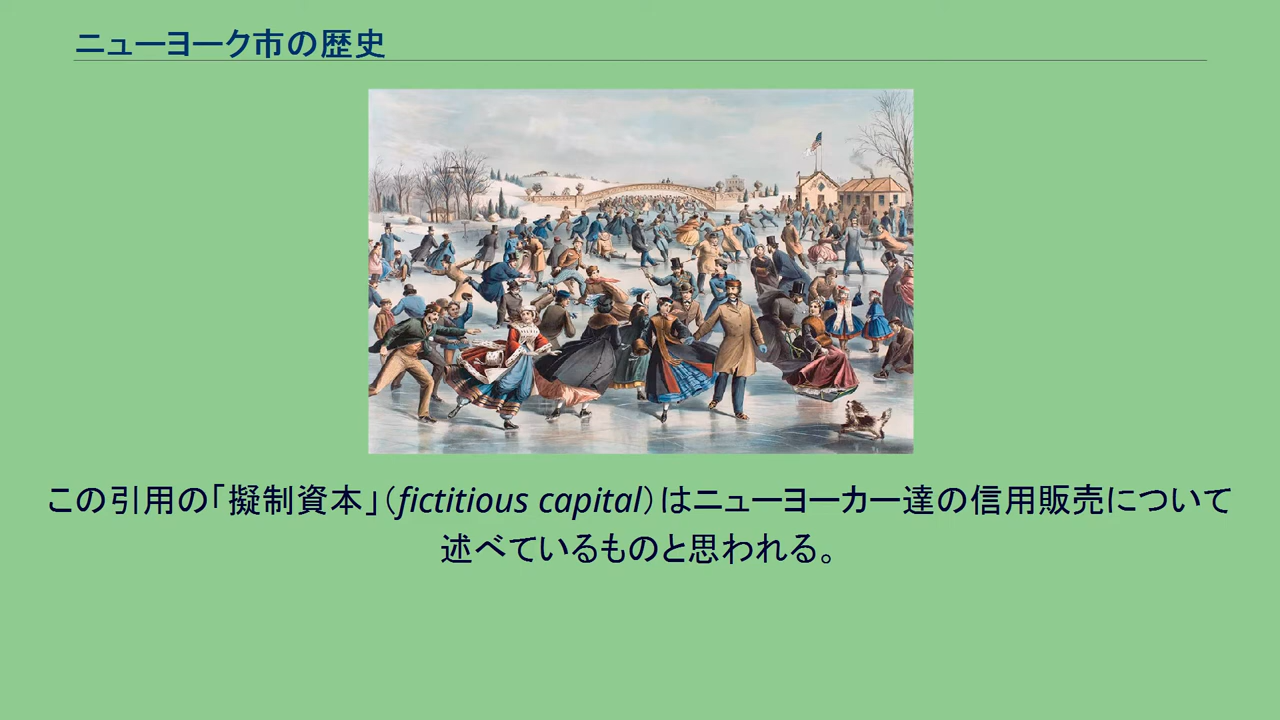 ニューヨーク市の歴史
この引用の「擬制資本」（fictitious capital）はニューヨーカー達の信用販売について
述べているものと思われる。